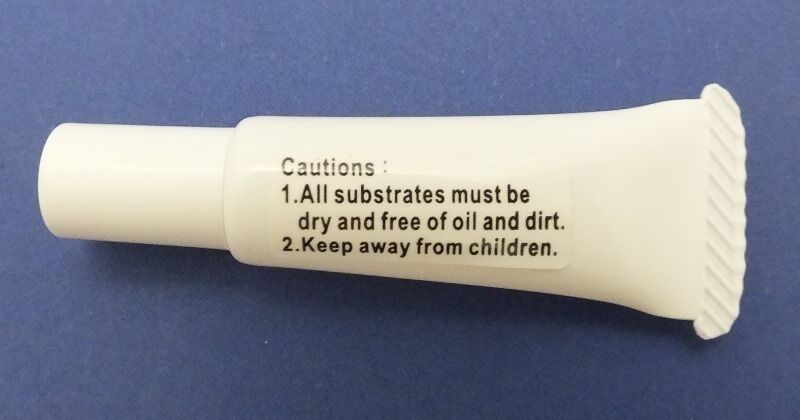 Cautions :
1.All substrates must be
dry and free of oil and dirt.
2.Keep away from children.